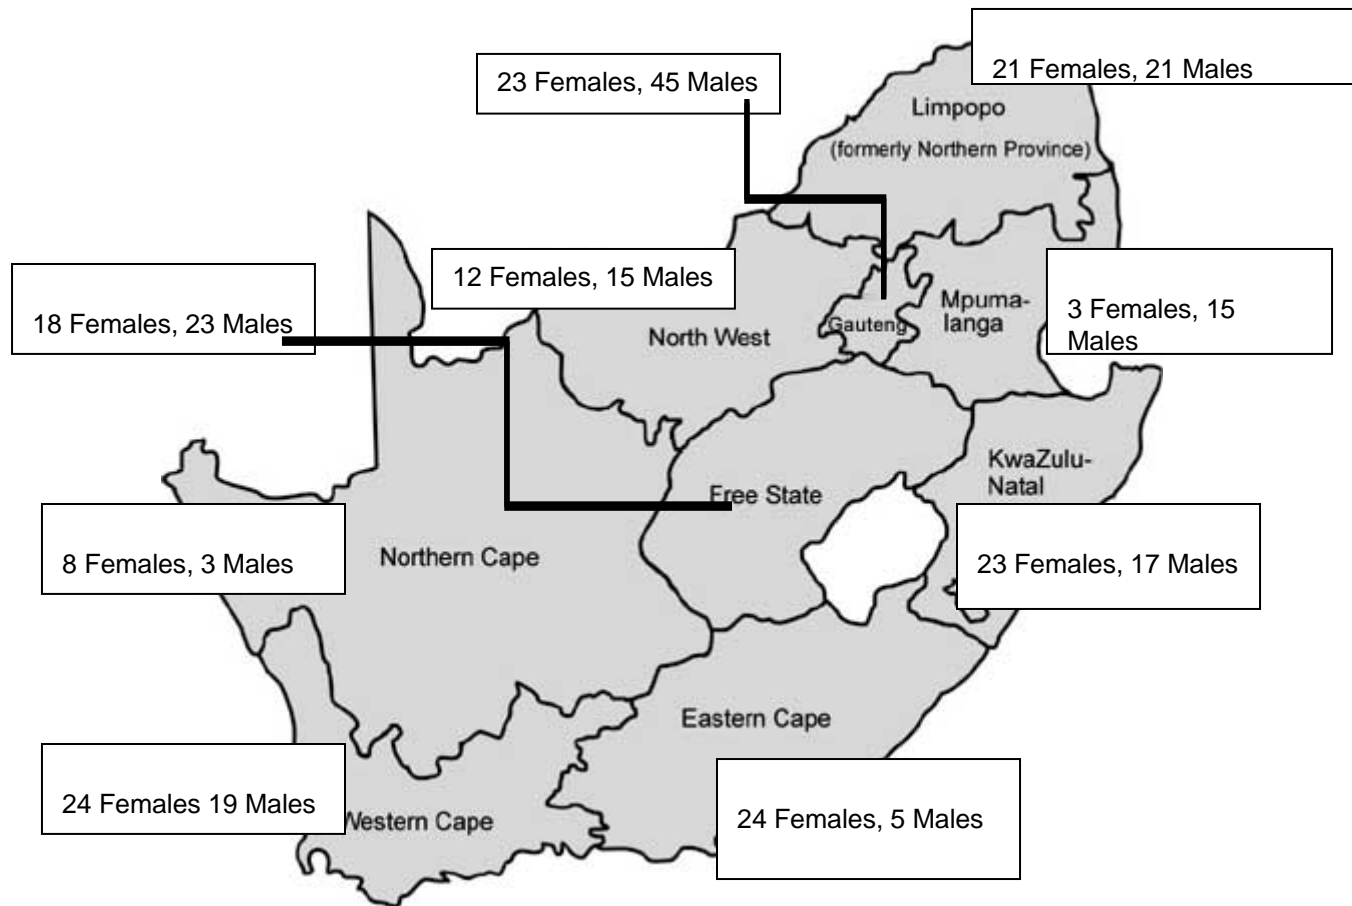 21 Females, 21 Males
23 Females, 45 Males
Limpopo
(formerly Northern Province)
12 Females, 15 Males
18 Females, 23 Males
3 Females, 15
Males
Mpuma-
langa
Gauteng
North West
KwaZulu-
Natal
Free State
Northern Cape
8 Females, 3 Males
23 Females, 17 Males
Eastern Cape
24 Females 19 Males
Western Cape
24 Females, 5 Males